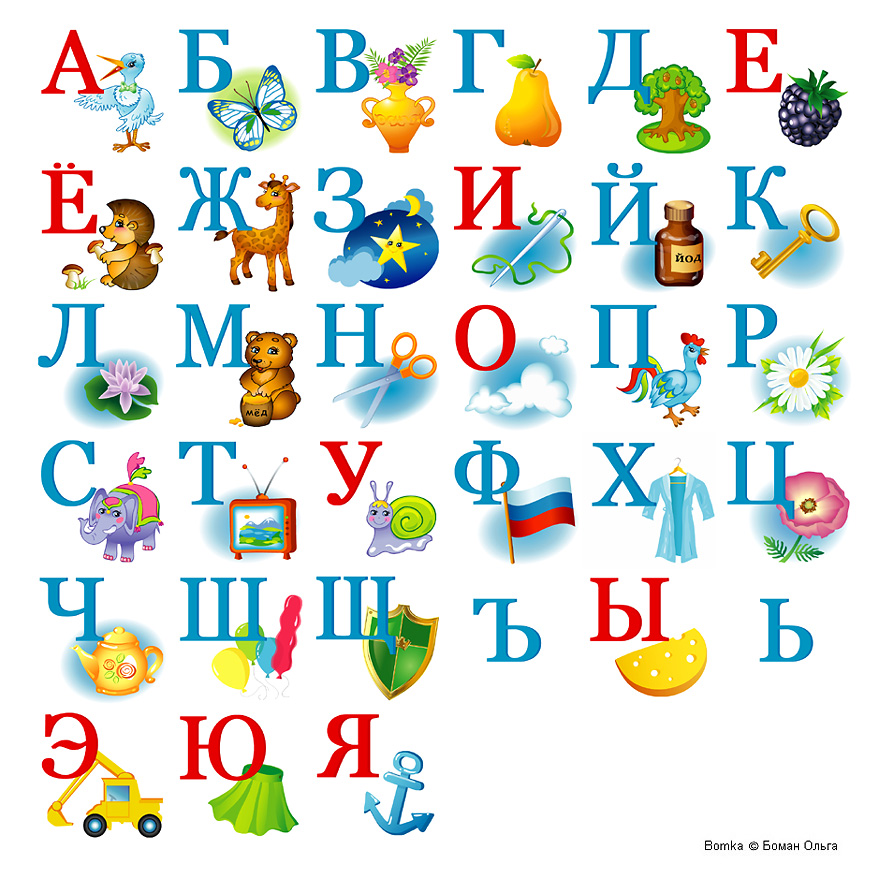 А Б В Г Д Е
Ё Ж З И Й К
йод
Л М Н О П Р
мёд
С Т У Ф Х Ц
Ч Ш Щ Ъ Ы Ь
Э Ю Я
Bomka © Боман Ольга